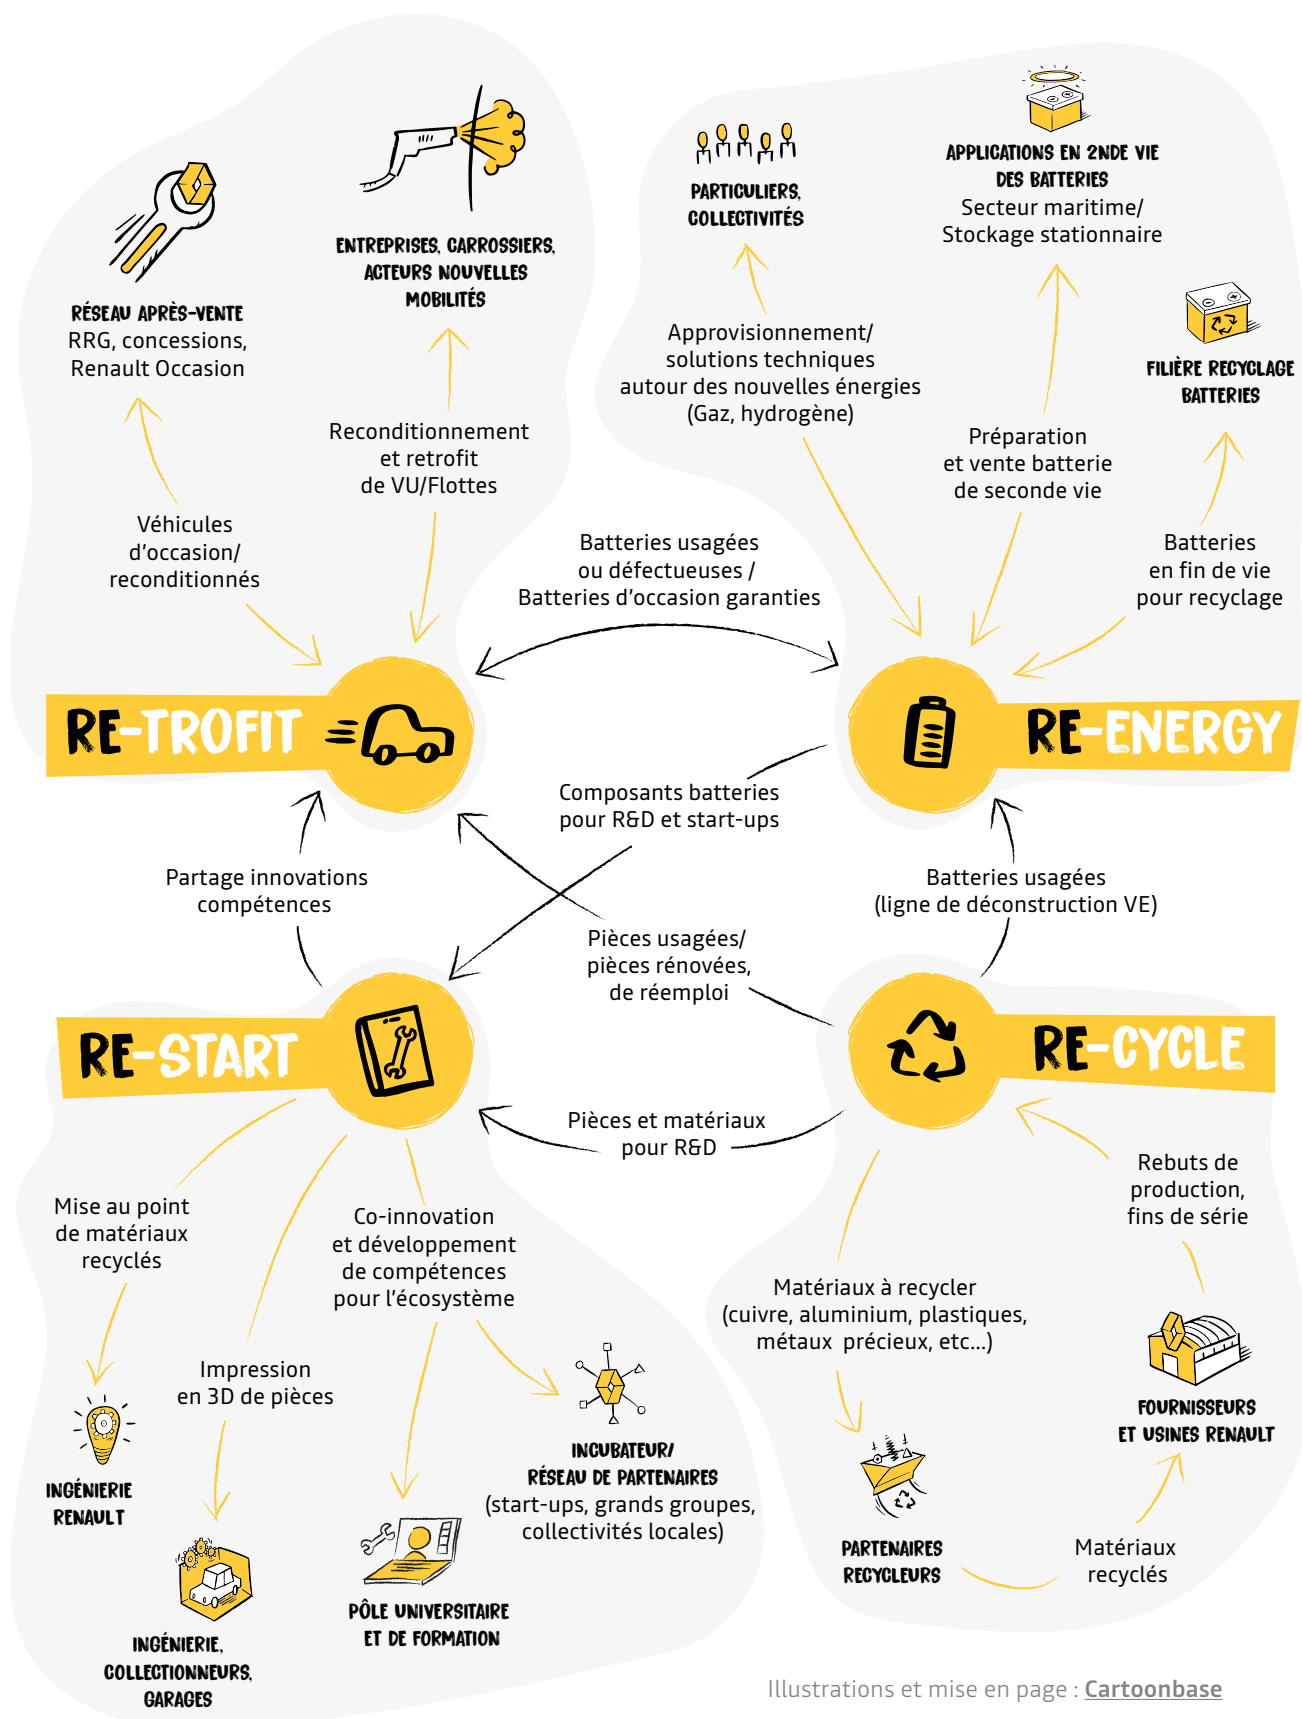 RÉSEAU APRÈS-VENTE
RRG, concessions,
Renault Occasion
ENTREPRISES, CARROSSIERS,
ACTEURS NOUVELLES
MOBILITÉS
Véhicules
d'occasion/
reconditionnés
Reconditionnement
et retrofit
de VU/Flottes
PARTICULIERS,
COLLECTIVITÉS
APPLICATIONS EN 2NDE VIE
DES BATTERIES
Secteur maritime/
Stockage stationnaire
FILIÈRE RECYCLAGE
BATTERIES
Approvisionnement/
solutions techniques
autour des nouvelles énergies
(Gaz, hydrogène)
Préparation
et vente batterie
de seconde vie
Batteries
en fin de vie
pour recyclage
Batteries usagées
ou défectueuses /
Batteries d'occasion garanties
RE-TROFIT
RE-ENERGY
Composants batteries
pour R&D et start-ups
Partage innovations
compétences
Batteries usagées
(ligne de déconstruction VE)
Pièces usagées/
pièces rénovées,
de réemploi
RE-START
RE-CYCLE
Pièces et matériaux
pour R&D
Mise au point
de matériaux
recyclés
Co-innovation
et développement
de compétences
pour l'écosystème
Impression
en 3D de pièces
INGÉNIERIE
RENAULT
INGÉNIERIE,
COLLECTIONNEURS,
GARAGES
PÔLE UNIVERSITAIRE
ET DE FORMATION
INCUBATEUR/
RÉSEAU DE PARTENAIRES
(start-ups, grands groupes,
collectivités locales)
Rebuts de
production,
fins de série
Matériaux à recycler
(cuivre, aluminium, plastiques,
métaux précieux, etc...)
FOURNISSEURS
ET USINES RENAULT
PARTENAIRES
RECYCLEURS
Matériaux
recyclés
Illustrations et mise en page : Cartoonbase